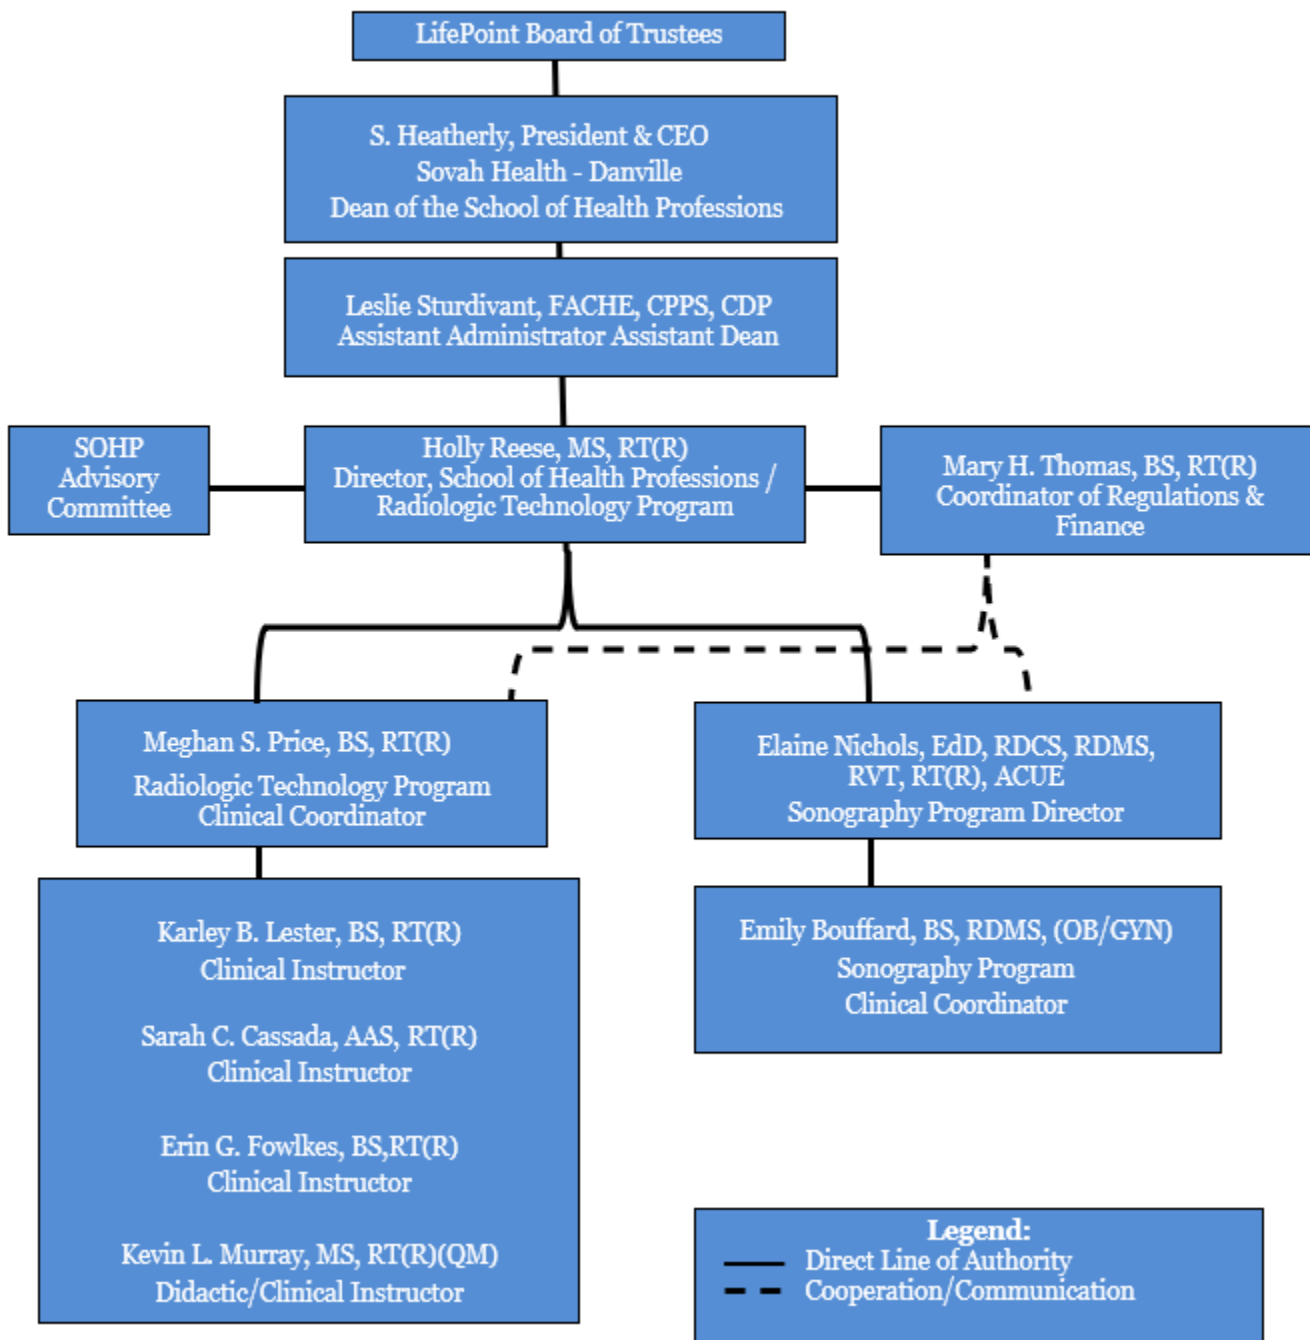 LifePoint Board of Trustees
S. Heatherly, President & CEO
Sovah Health - Danville
Dean of the School of Health Professions
Leslie Sturdivant, FACHE, CPPS, CDP
Assistant Administrator Assistant Dean
SOHP
Advisory
Committee
Holly Reese, MS, RT(R)
Director, School of Health Professions /
Radiologic Technology Program
Mary H. Thomas, BS, RT(R)
Coordinator of Regulations &
Finance
Meghan S. Price, BS, RT(R)
Radiologic Technology Program
Clinical Coordinator
Elaine Nichols, EdD, RDCS, RDMS,
RVT, RT(R), ACUE
Sonography Program Director
Karley B. Lester, BS, RT(R)
Clinical Instructor
Sarah C. Cassada, AAS, RT(R)
Clinical Instructor
Erin G. Fowlkes, BS,RT(R)
Clinical Instructor
Kevin L. Murray, MS, RT(R)(QM)
Didactic/Clinical Instructor
Emily Bouffard, BS, RDMS, (OB/GYN)
Sonography Program
Clinical Coordinator
Legend:
Direct Line of Authority
Cooperation/Communication